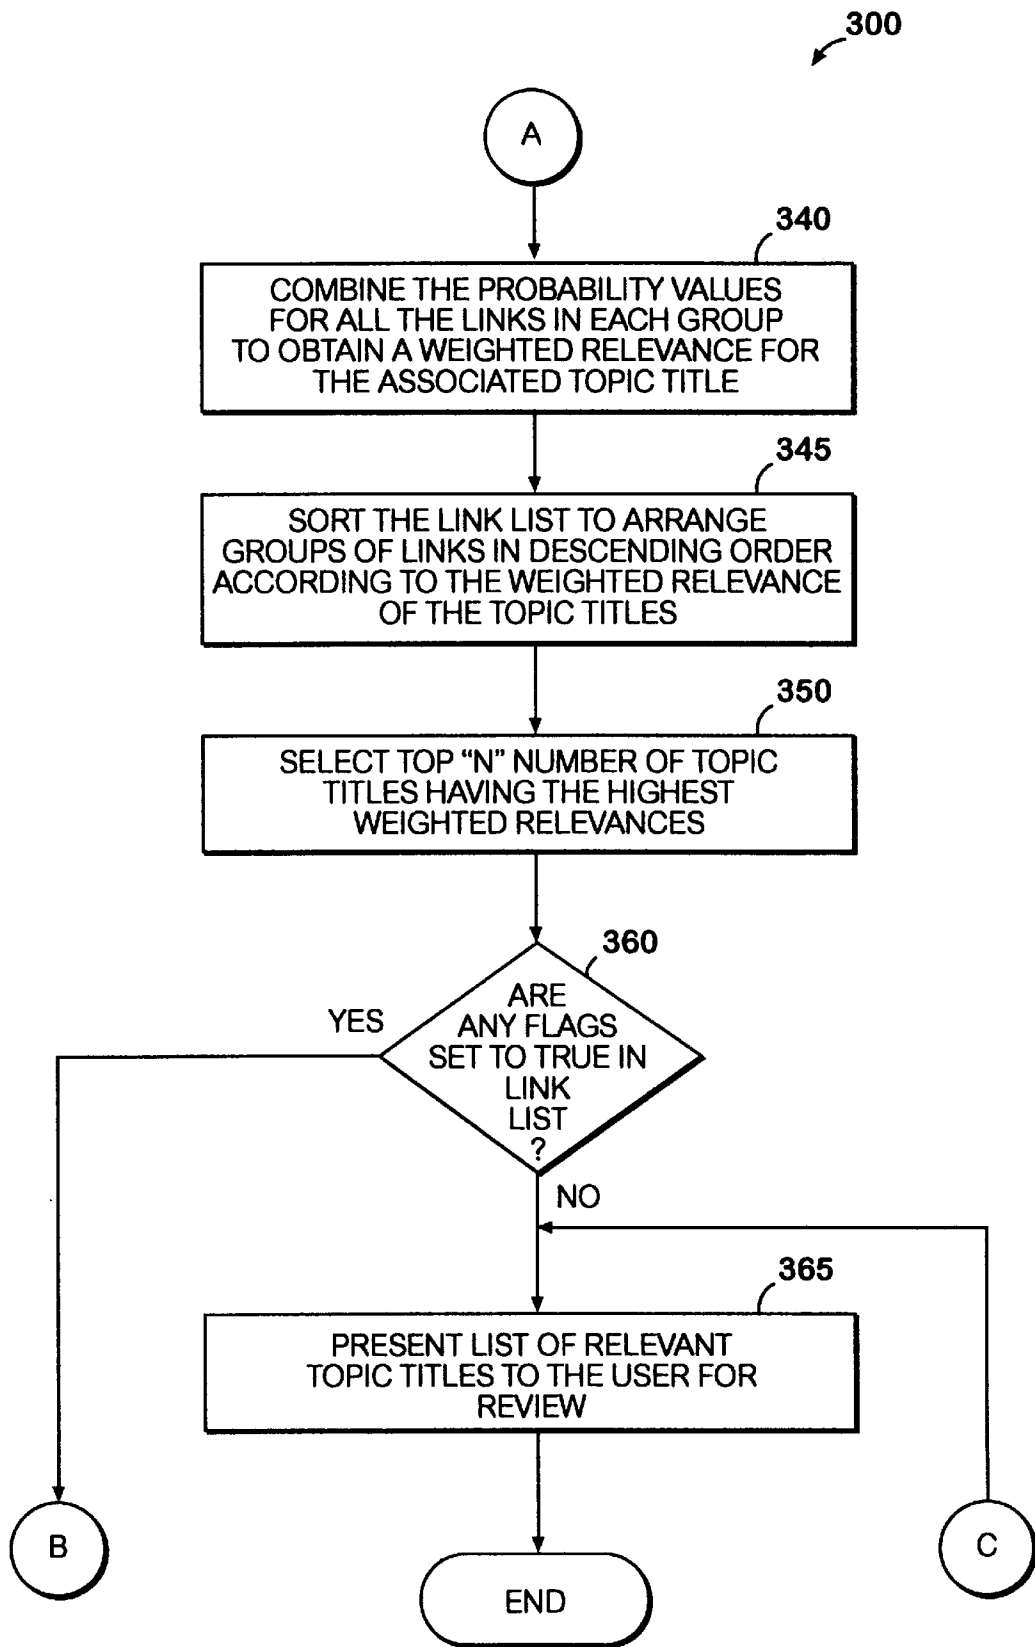 300
A
340
COMBINE THE PROBABILITY VALUES
FOR ALL THE LINKS IN EACH GROUP
TO OBTAIN A WEIGHTED RELEVANCE FOR
THE ASSOCIATED TOPIC TITLE
345
SORT THE LINK LIST TO ARRANGE
GROUPS OF LINKS IN DESCENDING ORDER
ACCORDING TO THE WEIGHTED RELEVANCE
OF THE TOPIC TITLES
350
SELECT TOP “N” NUMBER OF TOPIC
TITLES HAVING THE HIGHEST
WEIGHTED RELEVANCES
360
ARE
ANY FLAGS
SET TO TRUE IN
LINK
LIST
?
YES
NO
365
PRESENT LIST OF RELEVANT
TOPIC TITLES TO THE USER FOR
REVIEW
B
C
END